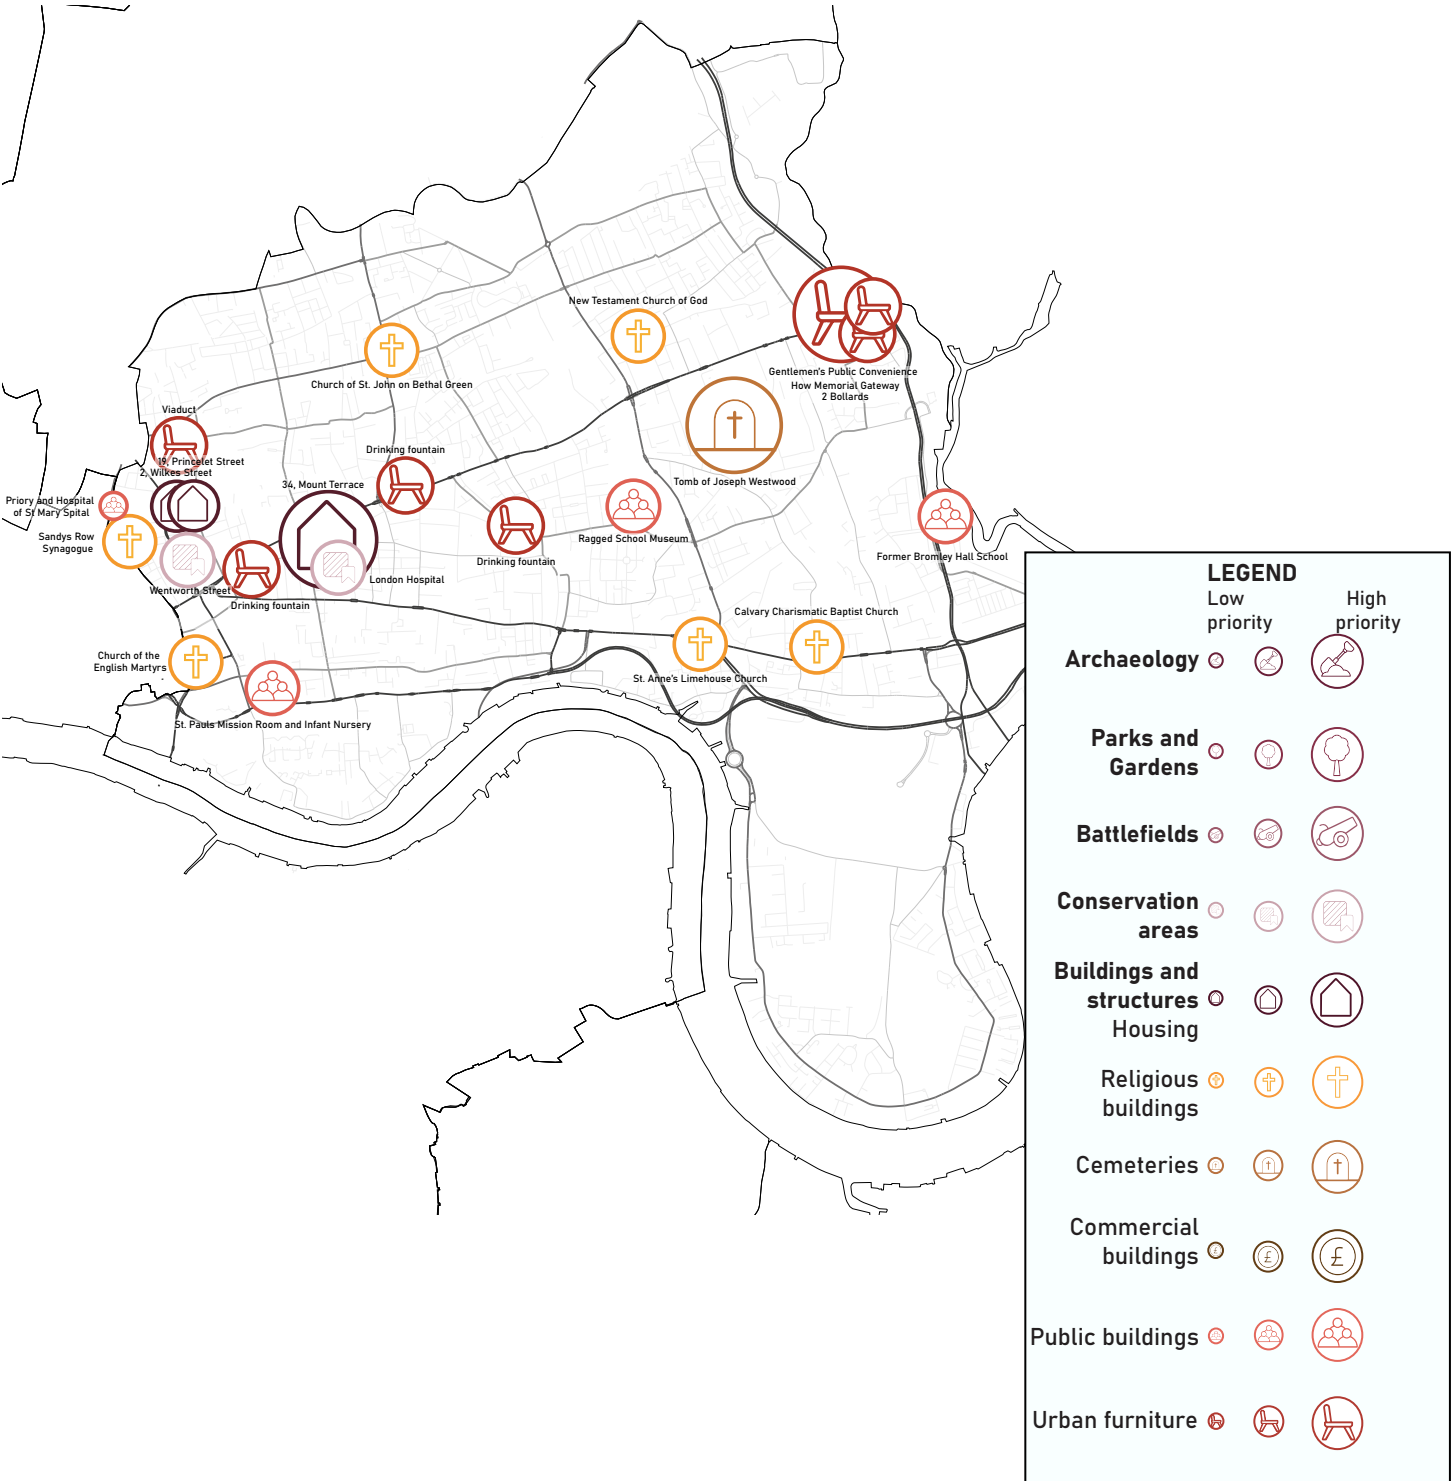 New Testament Church of God
Church of St. John on Bethal Green
Gentlemen's Public Convenience
How Memorial Gateway
2 Bollards
Viaduct
19, Princelet Street
2, Wilkes Street
Drinking fountain
34, Mount Terrace
Tomb of Joseph Westwood
Priory and Hospital
of St Mary Spital
Sandys Row
Synagogue
Ragged School Museum
Drinking fountain
Former Bromley Hall School
London Hospital
Wentworth Street
Drinking fountain
Calvary Charismatic Baptist Church
Church of the
English Martyrs
St. Anne's Limehouse Church
St. Pauls Mission Room and Infant Nursery
LEGEND
Low
priority
High
priority
Archaeology
Parks and
Gardens
Battlefields
Conservation
areas
Buildings and
structures
Housing
Religious
buildings
Cemeteries
Commercial
buildings
£
£
£
Public buildings
Urban furniture